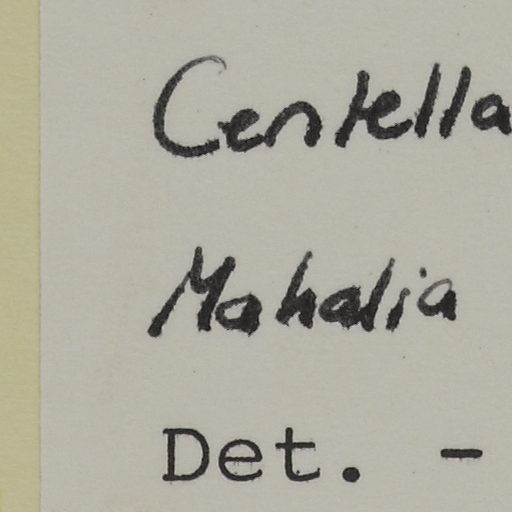 Centella
Mahalia
Det. -